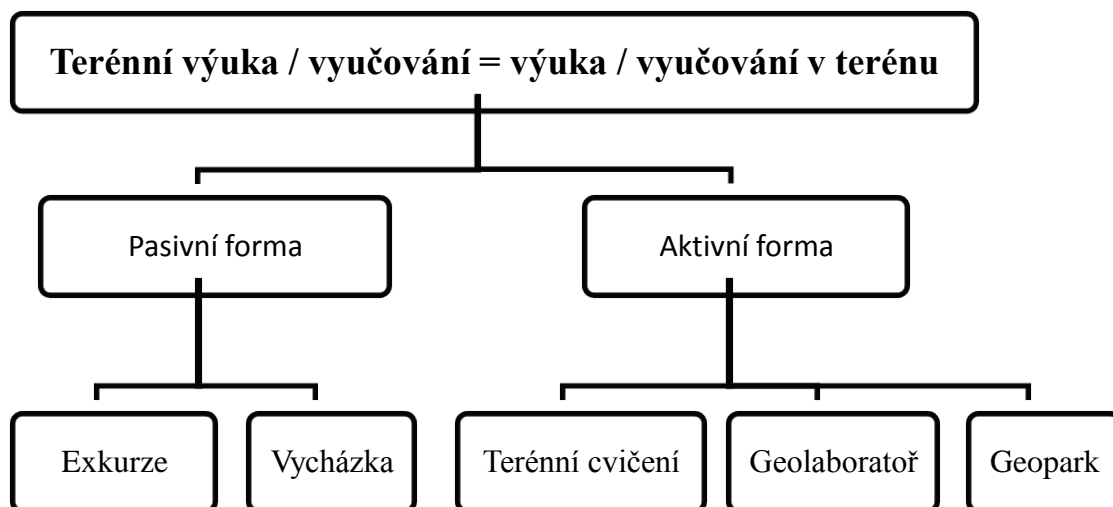 Terénní výuka / vyučování = výuka / vyučování v terénu
Pasivní forma
Aktivní forma
Exkurze
Vycházka
Terénní cvičení
Geolaboratoř
Geopark